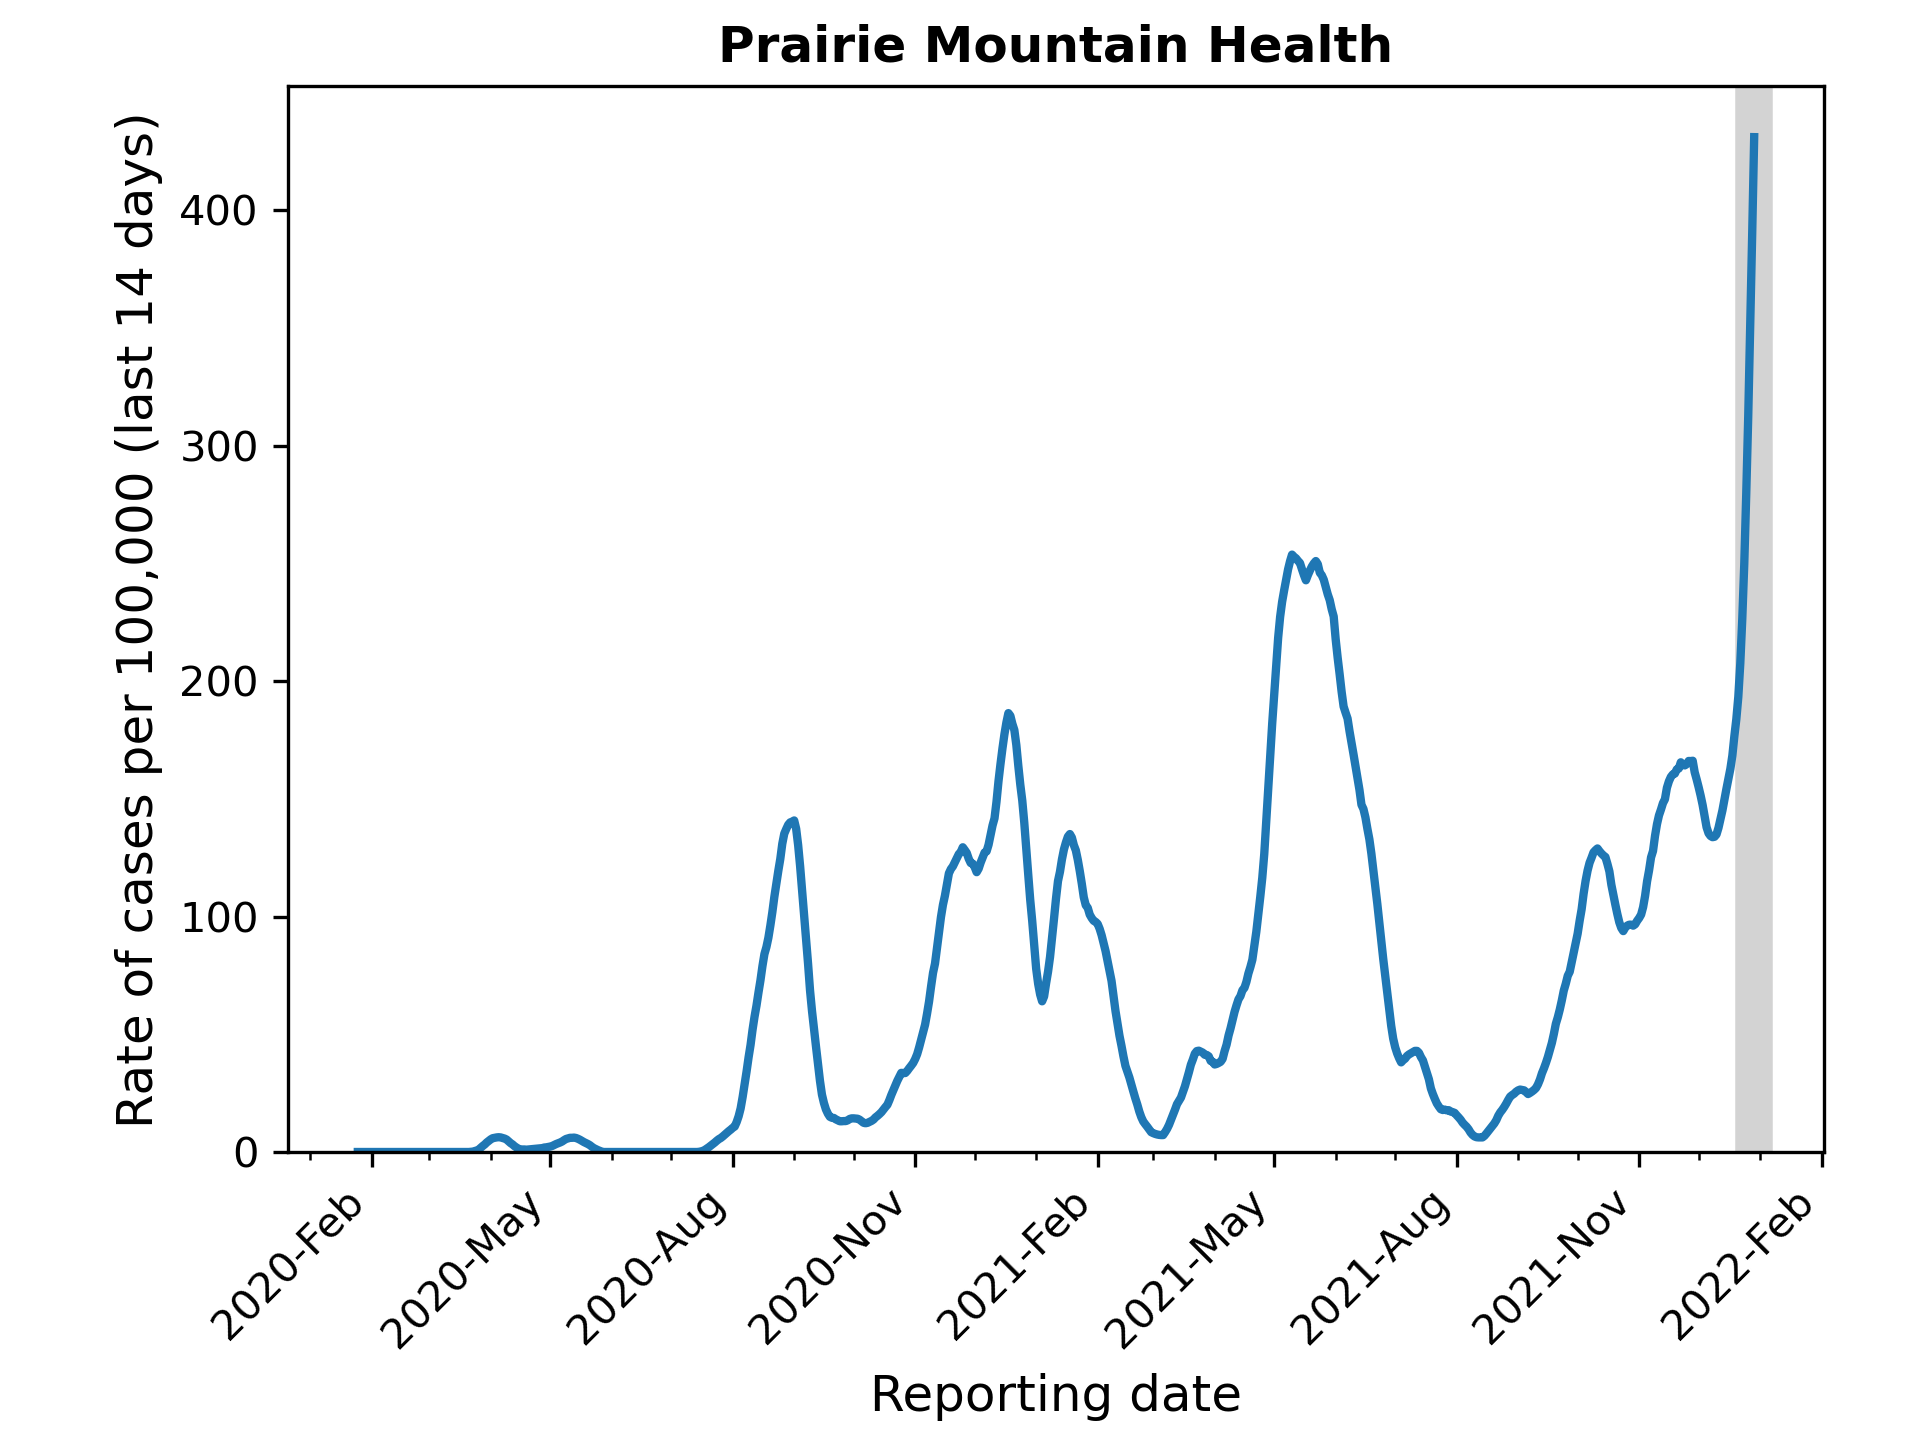 Prairie Mountain Health
Rate of cases per 100,000 (last 14 days)
400
300
200
100
0
2020-Feb
2020-May
2020-Aug
2020-Nov
2021-Feb
2021-May
2021-Aug
2021-Nov
2022-Feb
Reporting date